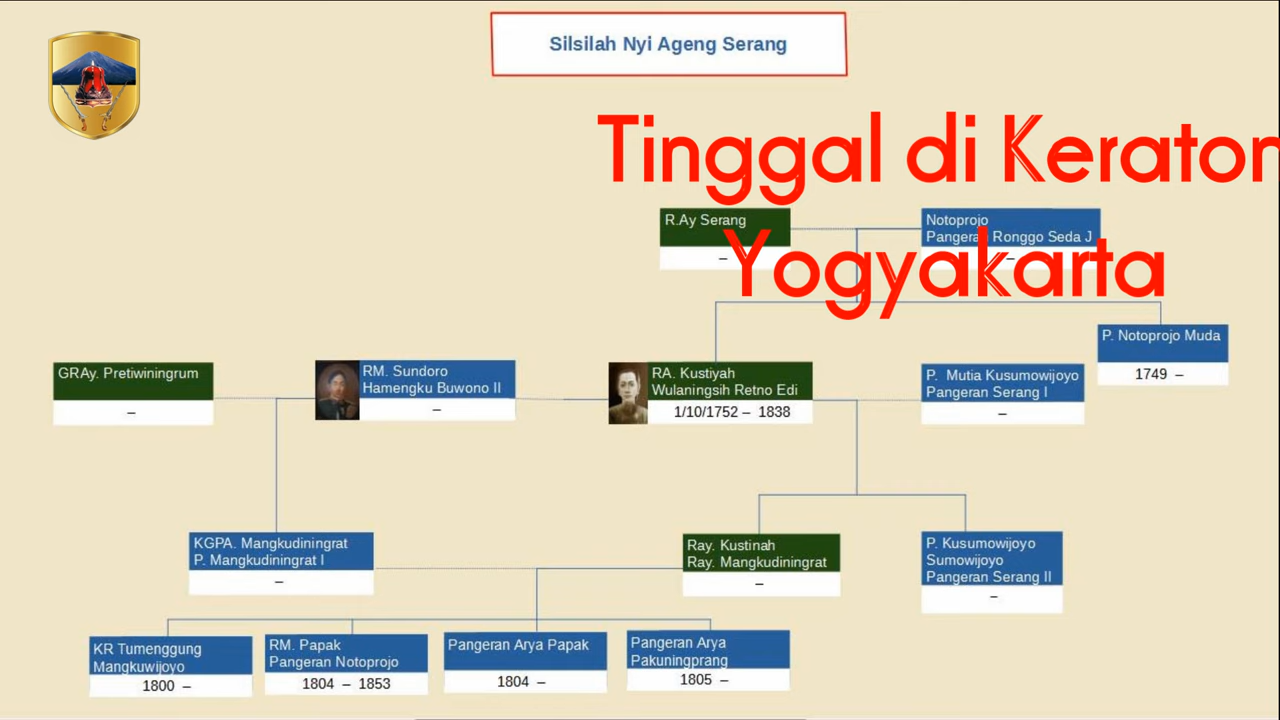 Silsilah Nyi Ageng Serang
Tinggal di Keraton
Yogyakarta
R.Ay Serang
–
Notoprojo
Pangeran Ronggo Seda J
–
P. Notoprojo Muda
1749 –
GRAy. Pretiwiningrum
–
RM. Sundoro
Hamengku Buwono II
–
RA. Kustiyah
Wulaningsih Retno Edi
1/10/1752 – 1838
P. Mutia Kusumowijoyo
Pangeran Serang I
–
KGPA. Mangkudiningrat
P. Mangkudiningrat I
–
Ray. Kustinah
Ray. Mangkudiningrat
–
P. Kusumowijoyo
Sumowijoyo
Pangeran Serang II
–
KR Tumenggung
Mangkuwijoyo
1800 –
RM. Papak
Pangeran Notoprojo
1804 – 1853
Pangeran Arya Papak
1804 –
Pangeran Arya
Pakuningprang
1805 –